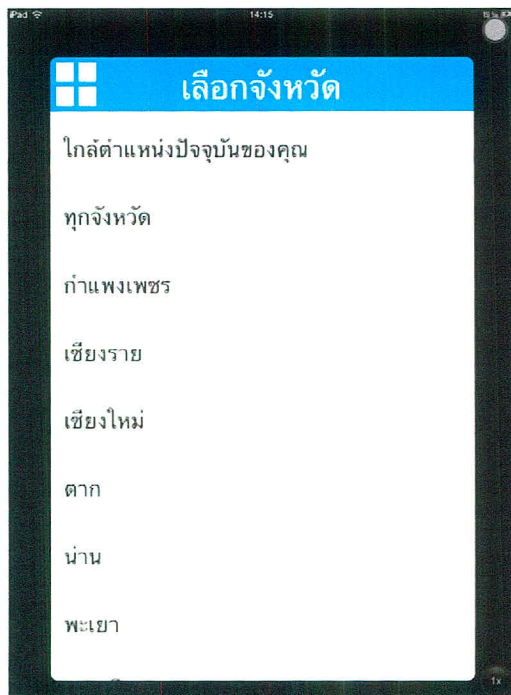 iPad 14:15
เลือกจังหวัด
ใกล้ตำแหน่งปัจจุบันของคุณ
ทุกจังหวัด
กำแพงเพชร
เชียงราย
เชียงใหม่
ตาก
น่าน
พะเยา
1x